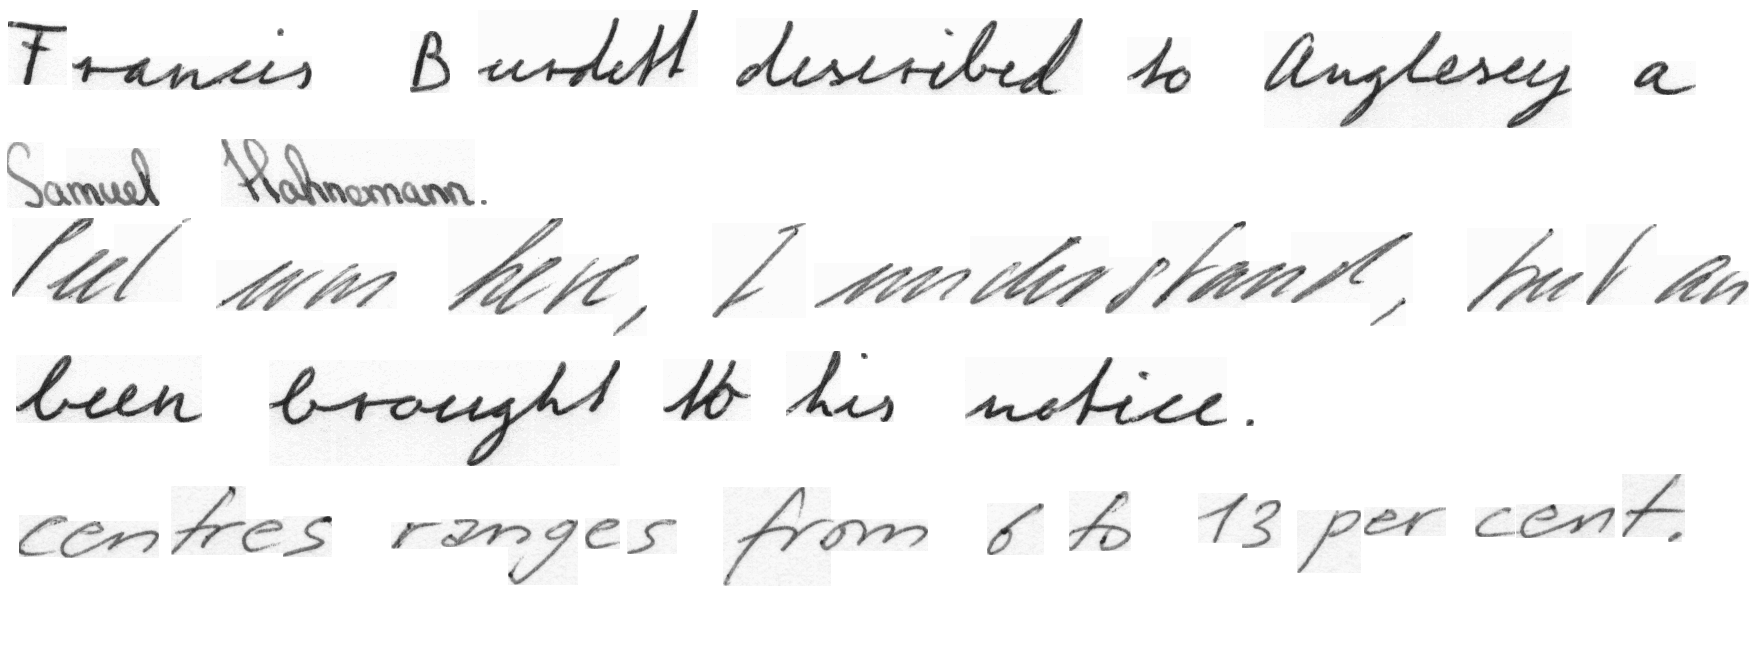 Francis Burdett described to Anglesey a
Samuel Hahnemann.
Peel was here, I understand, but an
been brought to his notice.
centres ranges from 6 to 13 per cent.